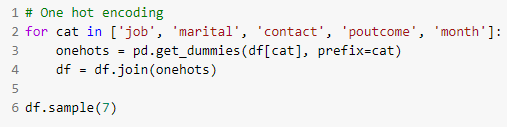 1 # One hot encoding
2 for cat in ['job', 'marital', 'contact', 'poutcome', 'month']:
3     onehots = pd.get_dummies(df[cat], prefix=cat)
4     df = df.join(onehots)
5
6 df.sample(7)